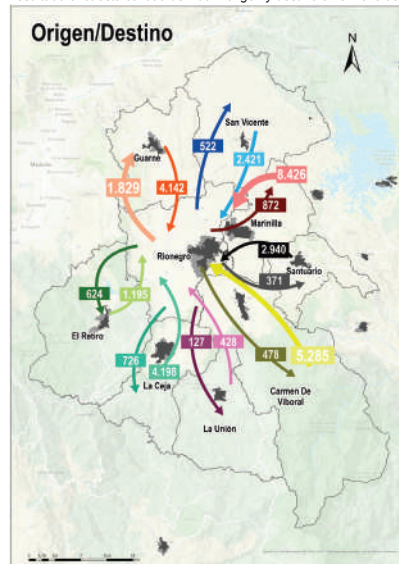 Origen/Destino
N
San Vicente
522
2.421
Guarne
8.426
1.829
4.142
872
Marinilla
Rionegro
2.940
Santuario
371
624
1.195
El Retiro
5.285
726
4.198
127
428
478
La Ceja
Carmen De
Viboral
La Unión